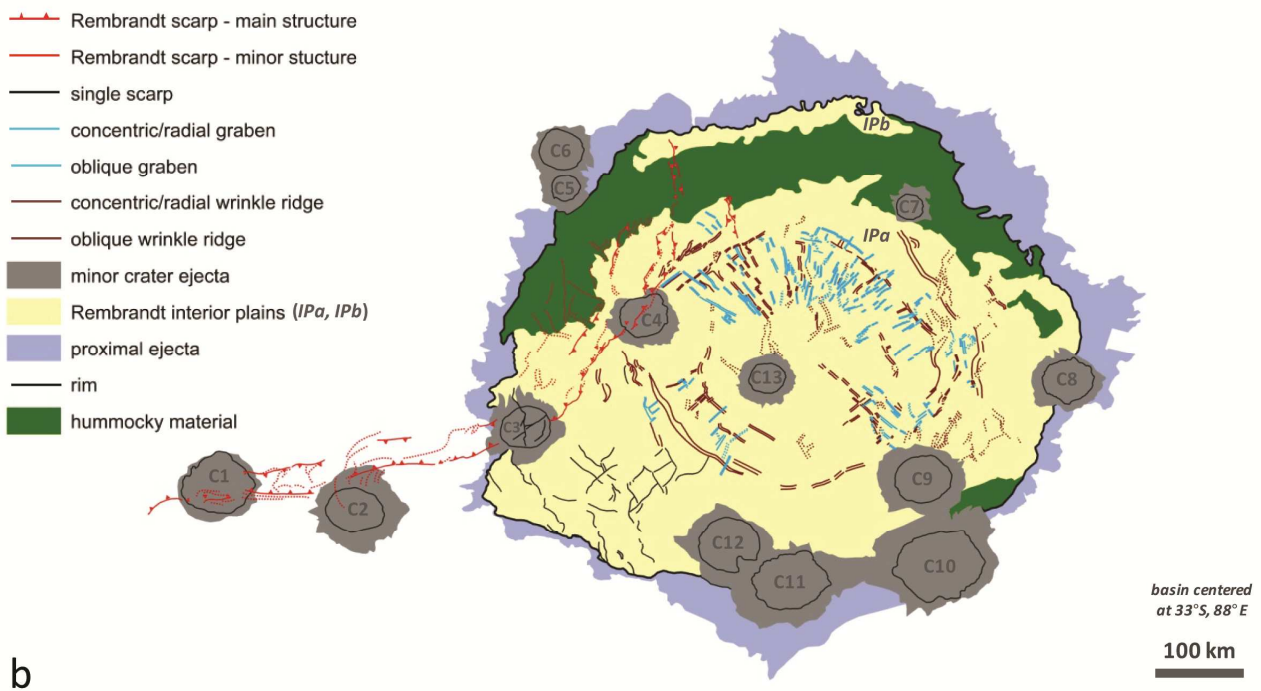 Rembrandt scarp - main structure
Rembrandt scarp - minor stucture
single scarp
concentric/radial graben
oblique graben
concentric/radial wrinkle ridge
oblique wrinkle ridge
minor crater ejecta
Rembrandt interior plains (IPa, IPb)
proximal ejecta
rim
hummocky material
IPb
C6
C5
C7
IPa
C4
C13
C8
C3
C1
C9
C2
C12
C10
C11
basin centered
at 33°S, 88°E
100 km
b